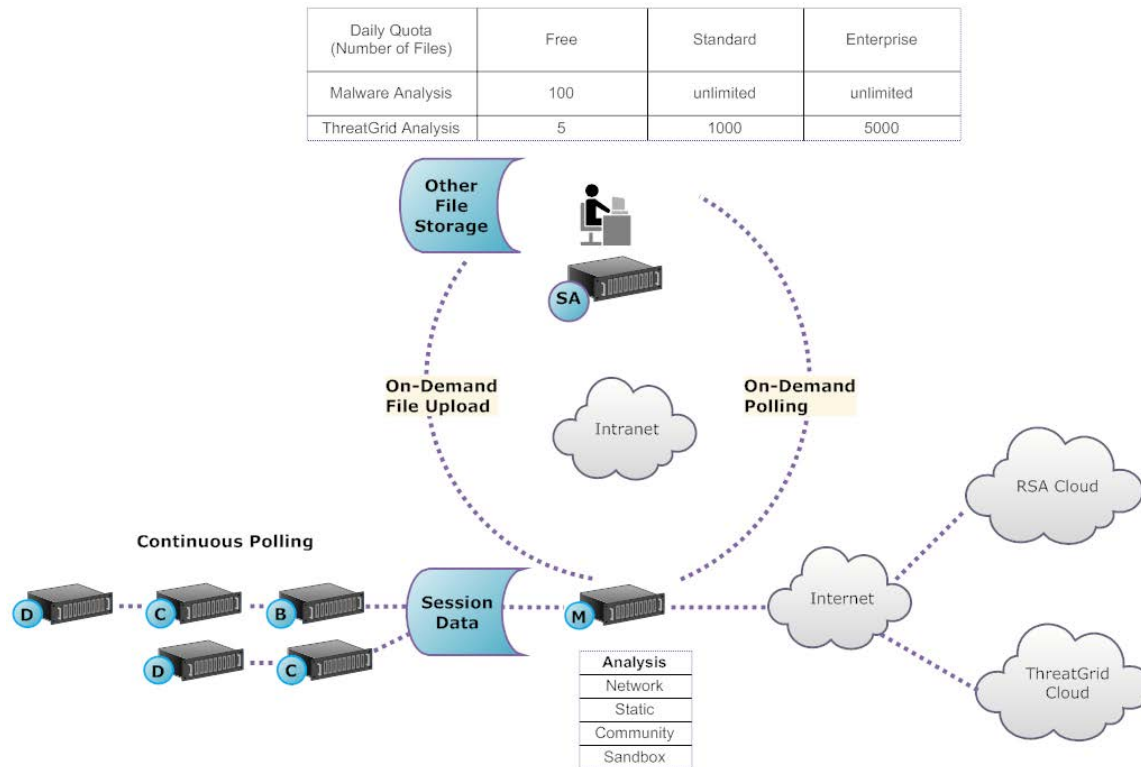 Daily Quota
(Number of Files)
Free
Standard
Enterprise
Malware Analysis
100
unlimited
unlimited
ThreatGrid Analysis
5
1000
5000
Other
File
Storage
SA
On-Demand
File Upload
On-Demand
Polling
Intranet
RSA Cloud
Continuous Polling
D
C
B
Session
Data
M
Internet
D
C
Analysis
Network
Static
Community
Sandbox
ThreatGrid
Cloud